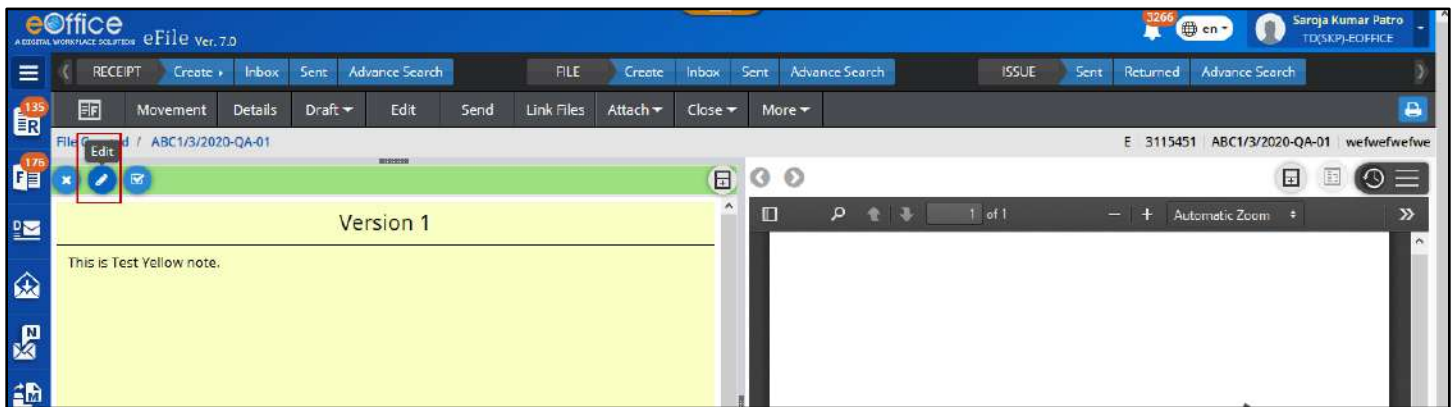 eOffice
A DIGITAL WORKPLACE SOLUTION eFile Ver. 7.0
3266 en Saroja Kumar Patro
TD(SKP)-EOFFICE
RECEIPT Create Inbox Sent Advance Search FILE Create Inbox Sent Advance Search ISSUE Sent Returned Advance Search
135 R
EF Movement Details Draft Edit Send Link Files Attach Close More
File Created / ABC1/3/2020-QA-01 E 3115451 ABC1/3/2020-QA-01 wefwefwefwe
Edit
176 F
Version 1
1 of 1 Automatic Zoom
This is Test Yellow note.
D
N
M